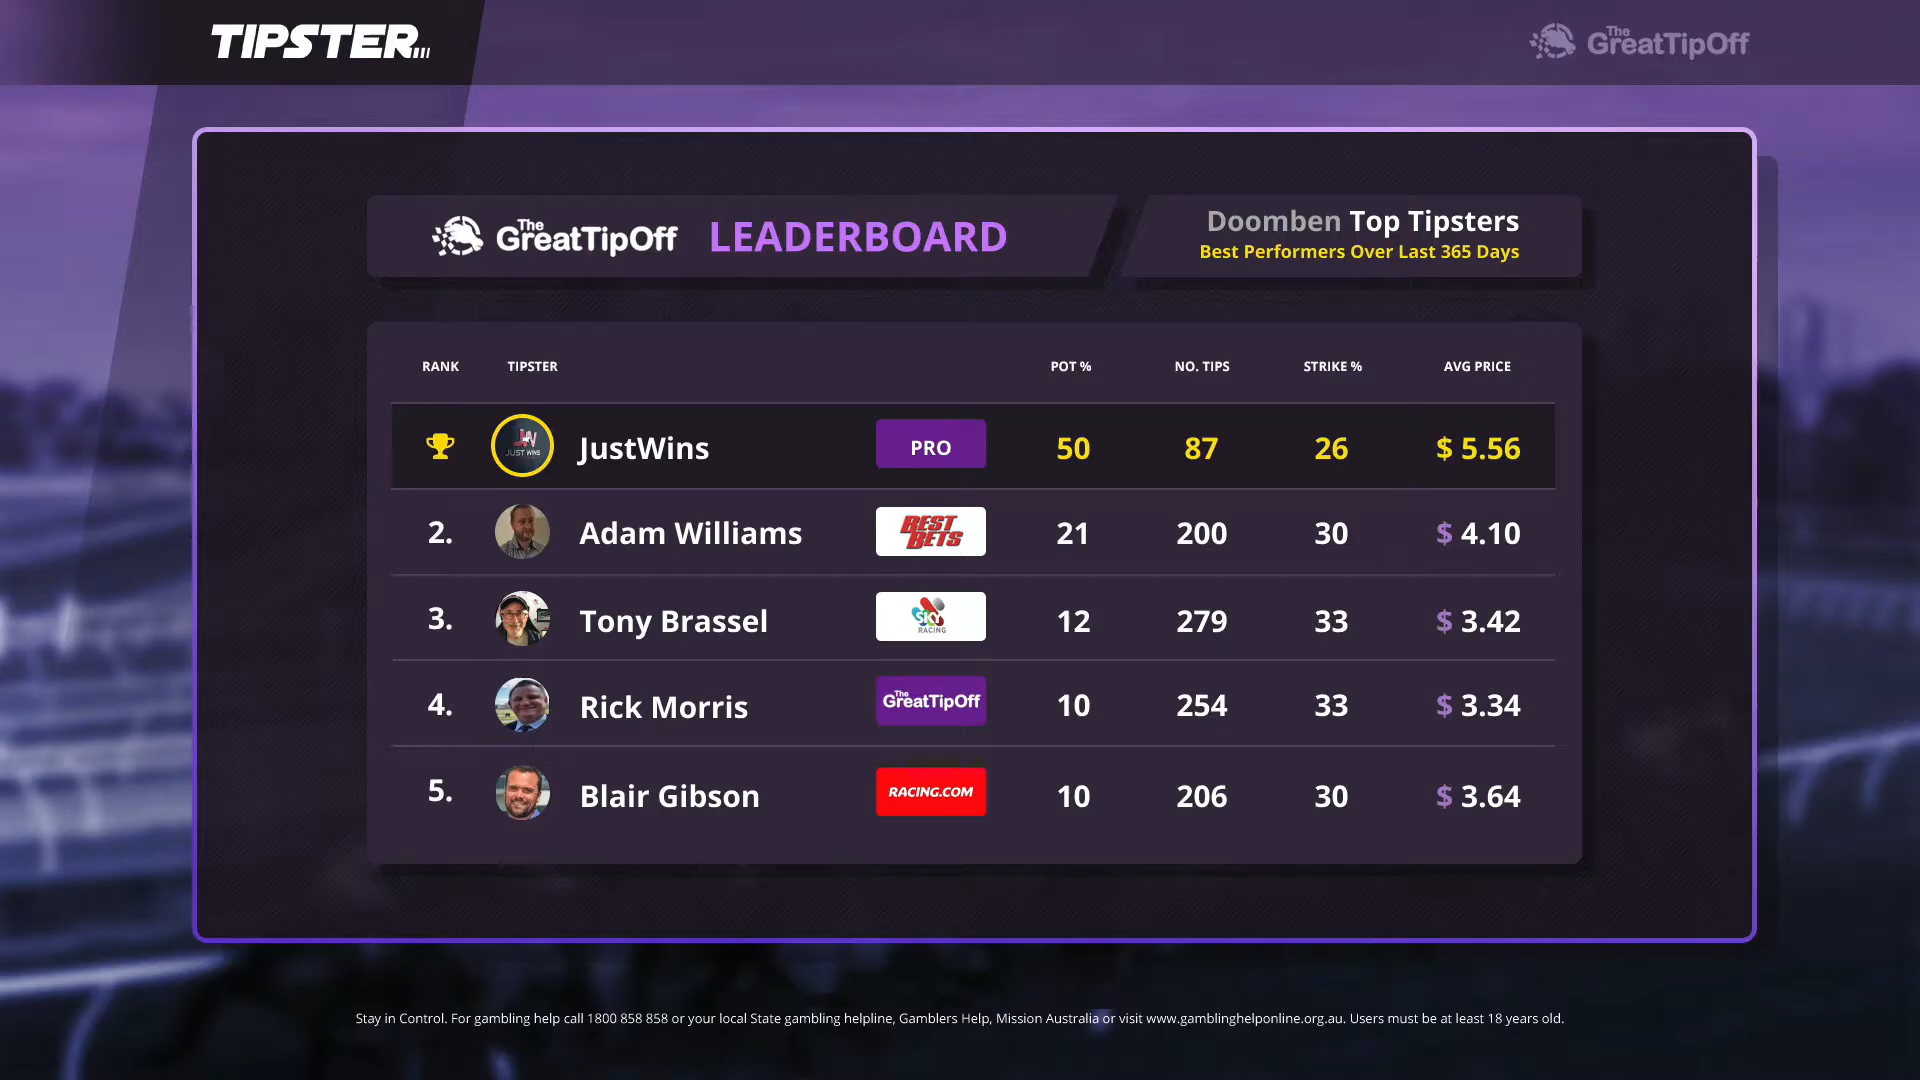 TIPSTER
The GreatTipOff
The GreatTipOff LEADERBOARD
Doomben Top Tipsters
Best Performers Over Last 365 Days
RANK TIPSTER POT % NO. TIPS STRIKE % AVG PRICE
JUST WINS JustWins PRO 50 87 26 $ 5.56
2. Adam Williams BEST BETS 21 200 30 $ 4.10
3. Tony Brassel SKY RACING 12 279 33 $ 3.42
4. Rick Morris The GreatTipOff 10 254 33 $ 3.34
5. Blair Gibson RACING.COM 10 206 30 $ 3.64
Stay in Control. For gambling help call 1800 858 858 or your local State gambling helpline, Gamblers Help, Mission Australia or visit www.gamblinghelponline.org.au. Users must be at least 18 years old.